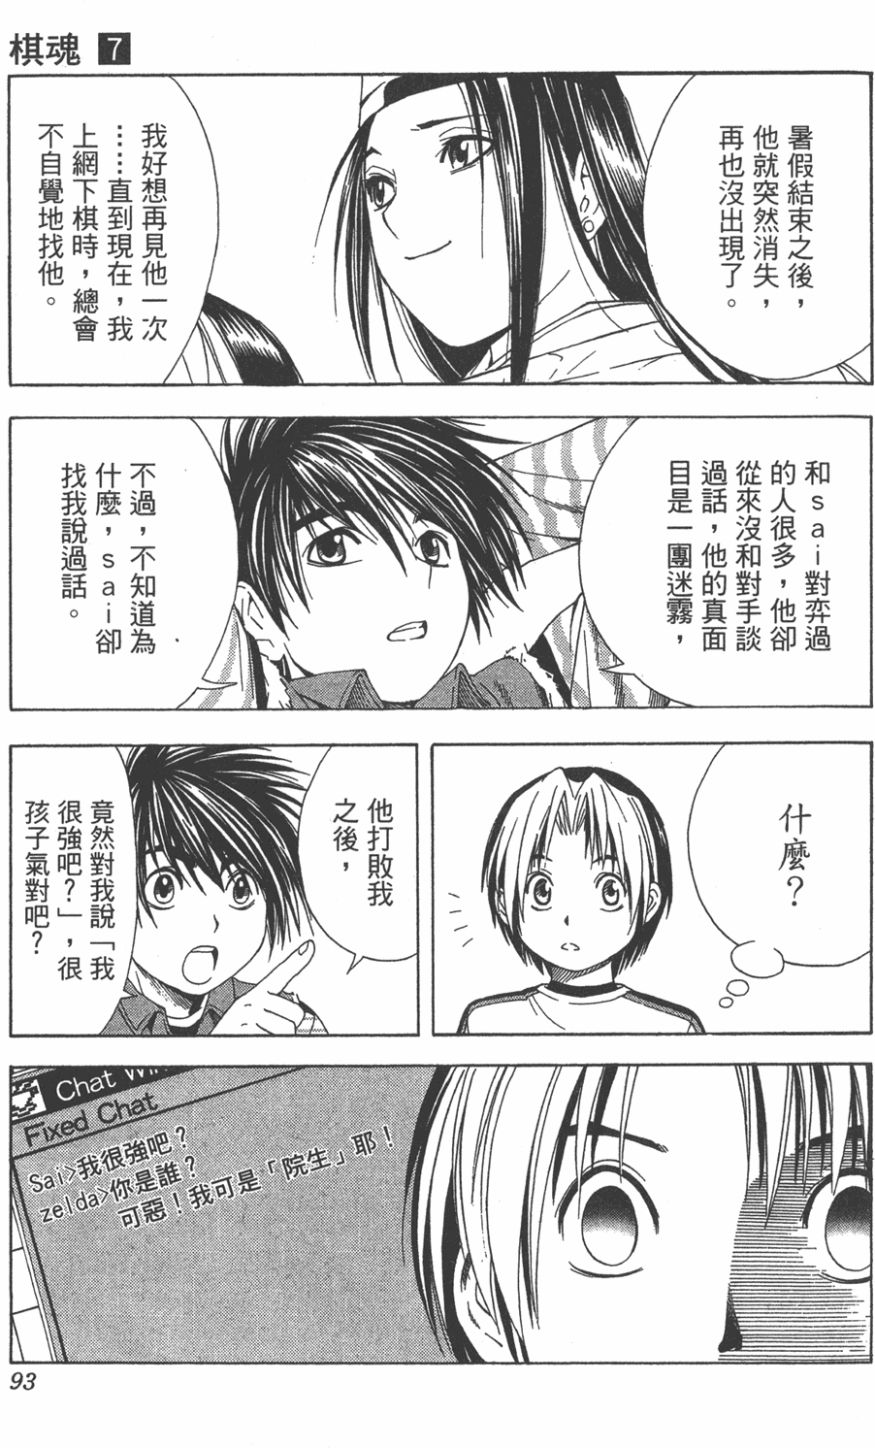 棋魂 7
暑假結束之後，
他就突然消失，
再也沒出現了。
我好想再見他一次
……直到現在，我
上網下棋時，總會
不自覺地找他。
和sai對弈過
的人很多，他卻
從來沒和對手談
過話，他的真面
目是一團迷霧，
不過，不知道為
什麼，sai卻
找我說過話。
什麼？
他打敗我
之後，
竟然對我說「我
很強吧？」，很
孩子氣對吧？
Chat Win
Fixed Chat
Sai>我很強吧？
zelda>你是誰？
可惡！我可是「院生」耶！
93